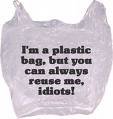 I'm a plastic
bag, but you
can always
reuse me,
idiots!